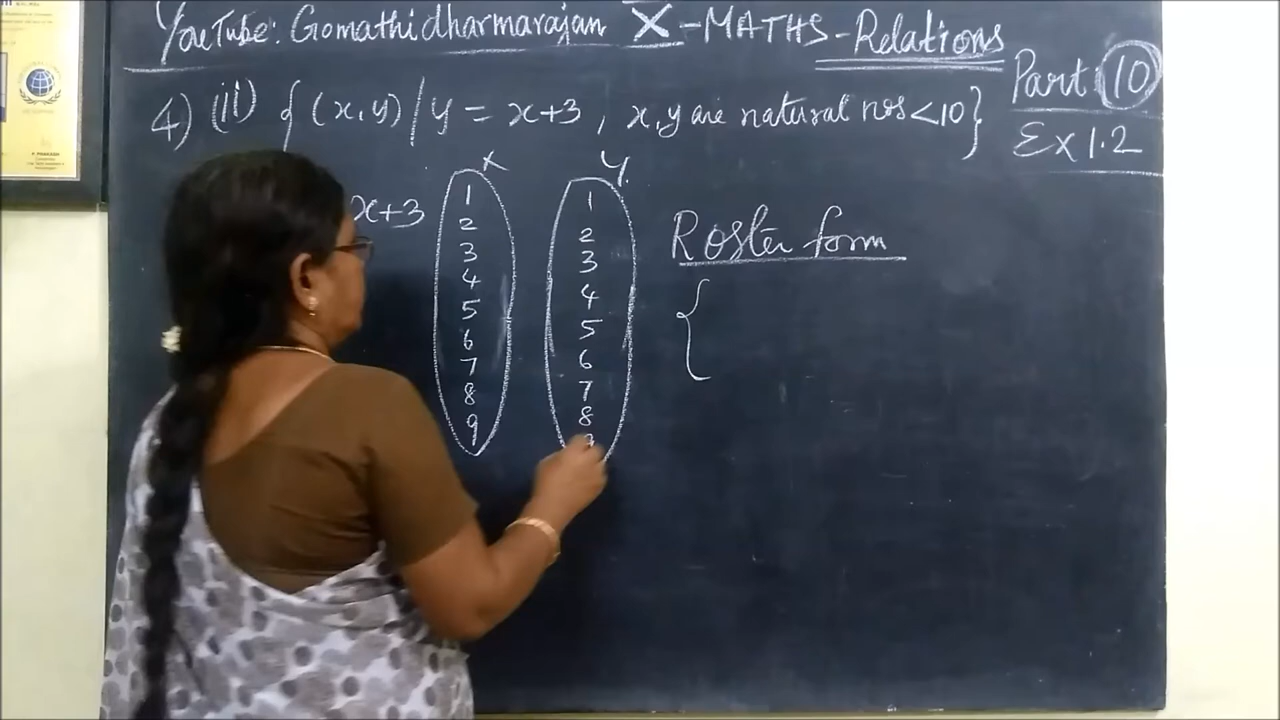 YouTube: Gomathidharmarajan X-MATHS-Relations
Part 10
Ex 1.2
4) (ii) { (x,y) / y = x+3 , x, y are natural nos < 10 }
x+3
x
1
2
3
4
5
6
7
8
9
y
1
2
3
4
5
6
7
8
9
Roster form
{